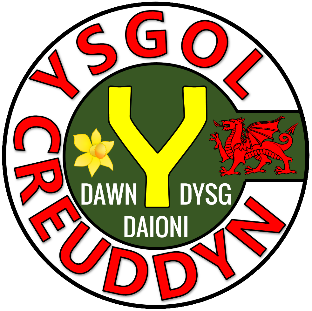 YSGOL
CREUDDYN
Y
DAWN DYSG
DAIONI